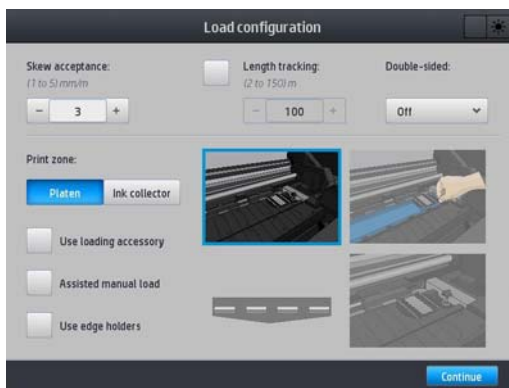 Load configuration
Skew acceptance:
(1 to 5) mm/m
- 3 +
Length tracking:
(2 to 150) m
- 100 +
Double-sided:
Off
Print zone:
Platen
Ink collector
Use loading accessory
Assisted manual load
Use edge holders
Continue